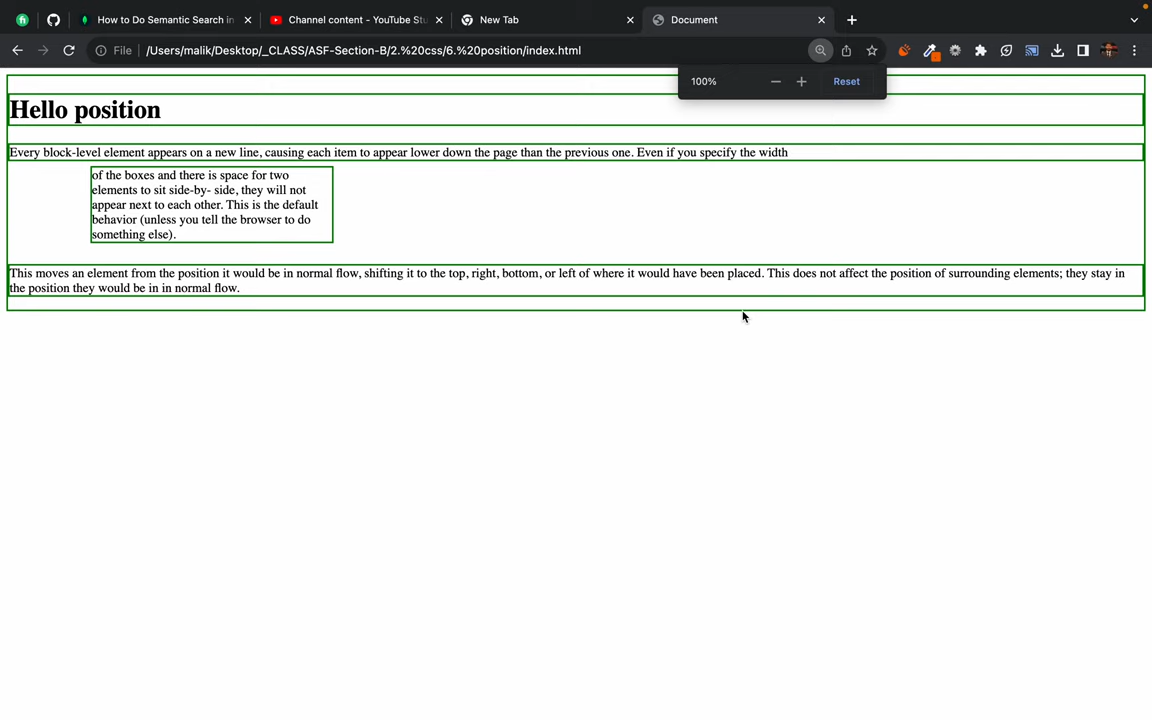 How to Do Semantic Search in
Channel content - YouTube Stu
New Tab
Document
File
/Users/malik/Desktop/_CLASS/ASF-Section-B/2.%20css/6.%20position/index.html
100%
Reset
Hello position
Every block-level element appears on a new line, causing each item to appear lower down the page than the previous one. Even if you specify the width
of the boxes and there is space for two
elements to sit side-by- side, they will not
appear next to each other. This is the default
behavior (unless you tell the browser to do
something else).
This moves an element from the position it would be in normal flow, shifting it to the top, right, bottom, or left of where it would have been placed. This does not affect the position of surrounding elements; they stay in
the position they would be in in normal flow.